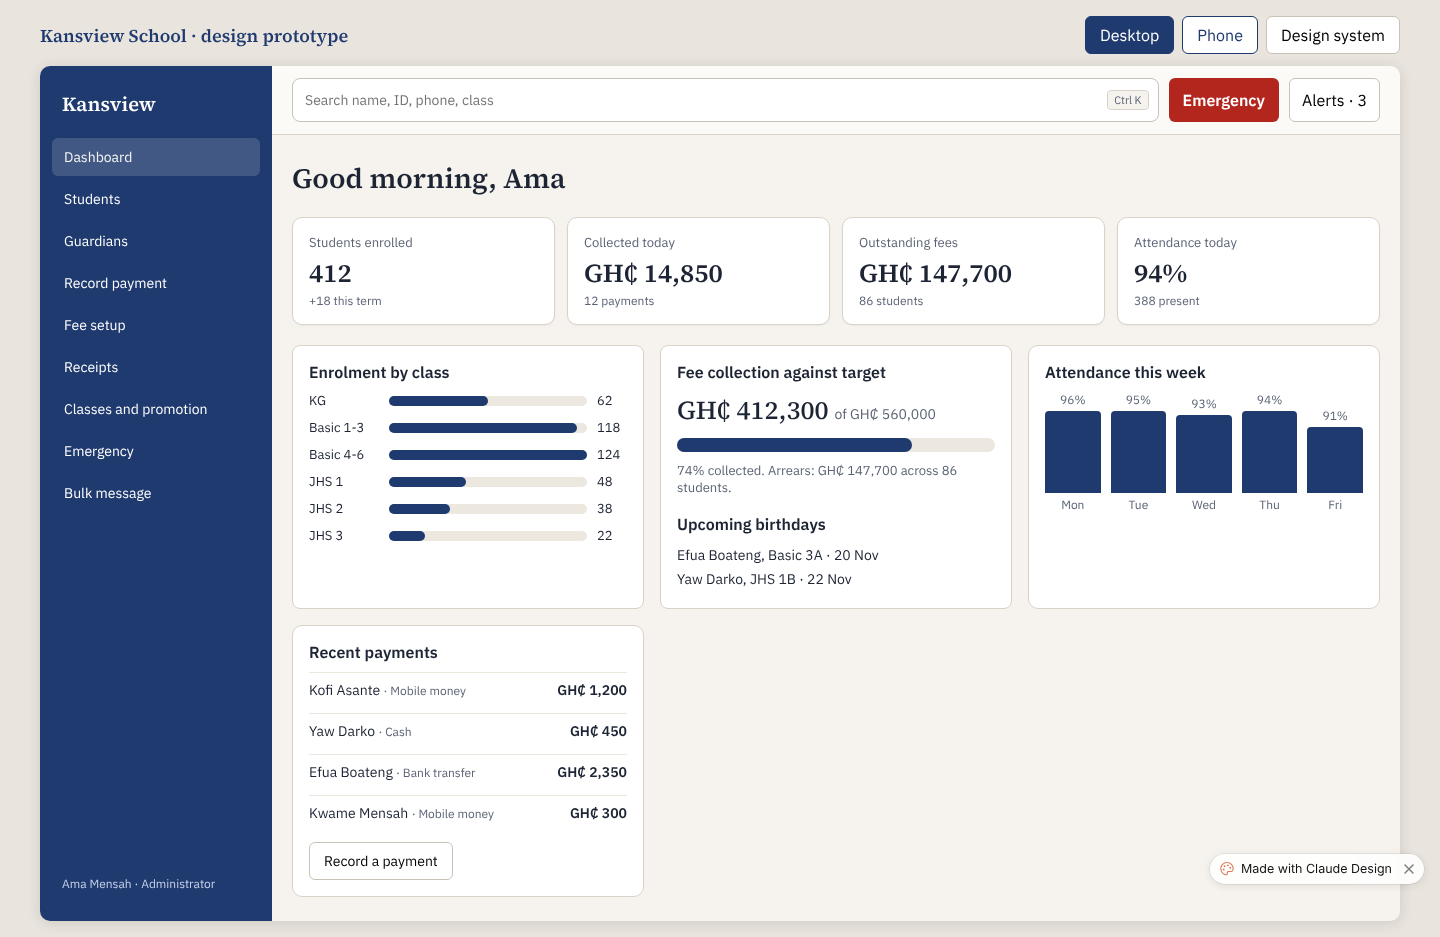 Kansview School · design prototype
Desktop
Phone
Design system
Kansview
Dashboard
Students
Guardians
Record payment
Fee setup
Receipts
Classes and promotion
Emergency
Bulk message
Ama Mensah · Administrator
Search name, ID, phone, class
Ctrl K
Emergency
Alerts · 3
Good morning, Ama
Students enrolled
412
+18 this term
Collected today
GH₵ 14,850
12 payments
Outstanding fees
GH₵ 147,700
86 students
Attendance today
94%
388 present
Enrolment by class
KG 62
Basic 1-3 118
Basic 4-6 124
JHS 1 48
JHS 2 38
JHS 3 22
Fee collection against target
GH₵ 412,300 of GH₵ 560,000
74% collected. Arrears: GH₵ 147,700 across 86
students.
Upcoming birthdays
Efua Boateng, Basic 3A · 20 Nov
Yaw Darko, JHS 1B · 22 Nov
Attendance this week
96% 95% 93% 94% 91%
Mon Tue Wed Thu Fri
Recent payments
Kofi Asante · Mobile money GH₵ 1,200
Yaw Darko · Cash GH₵ 450
Efua Boateng · Bank transfer GH₵ 2,350
Kwame Mensah · Mobile money GH₵ 300
Record a payment
Made with Claude Design